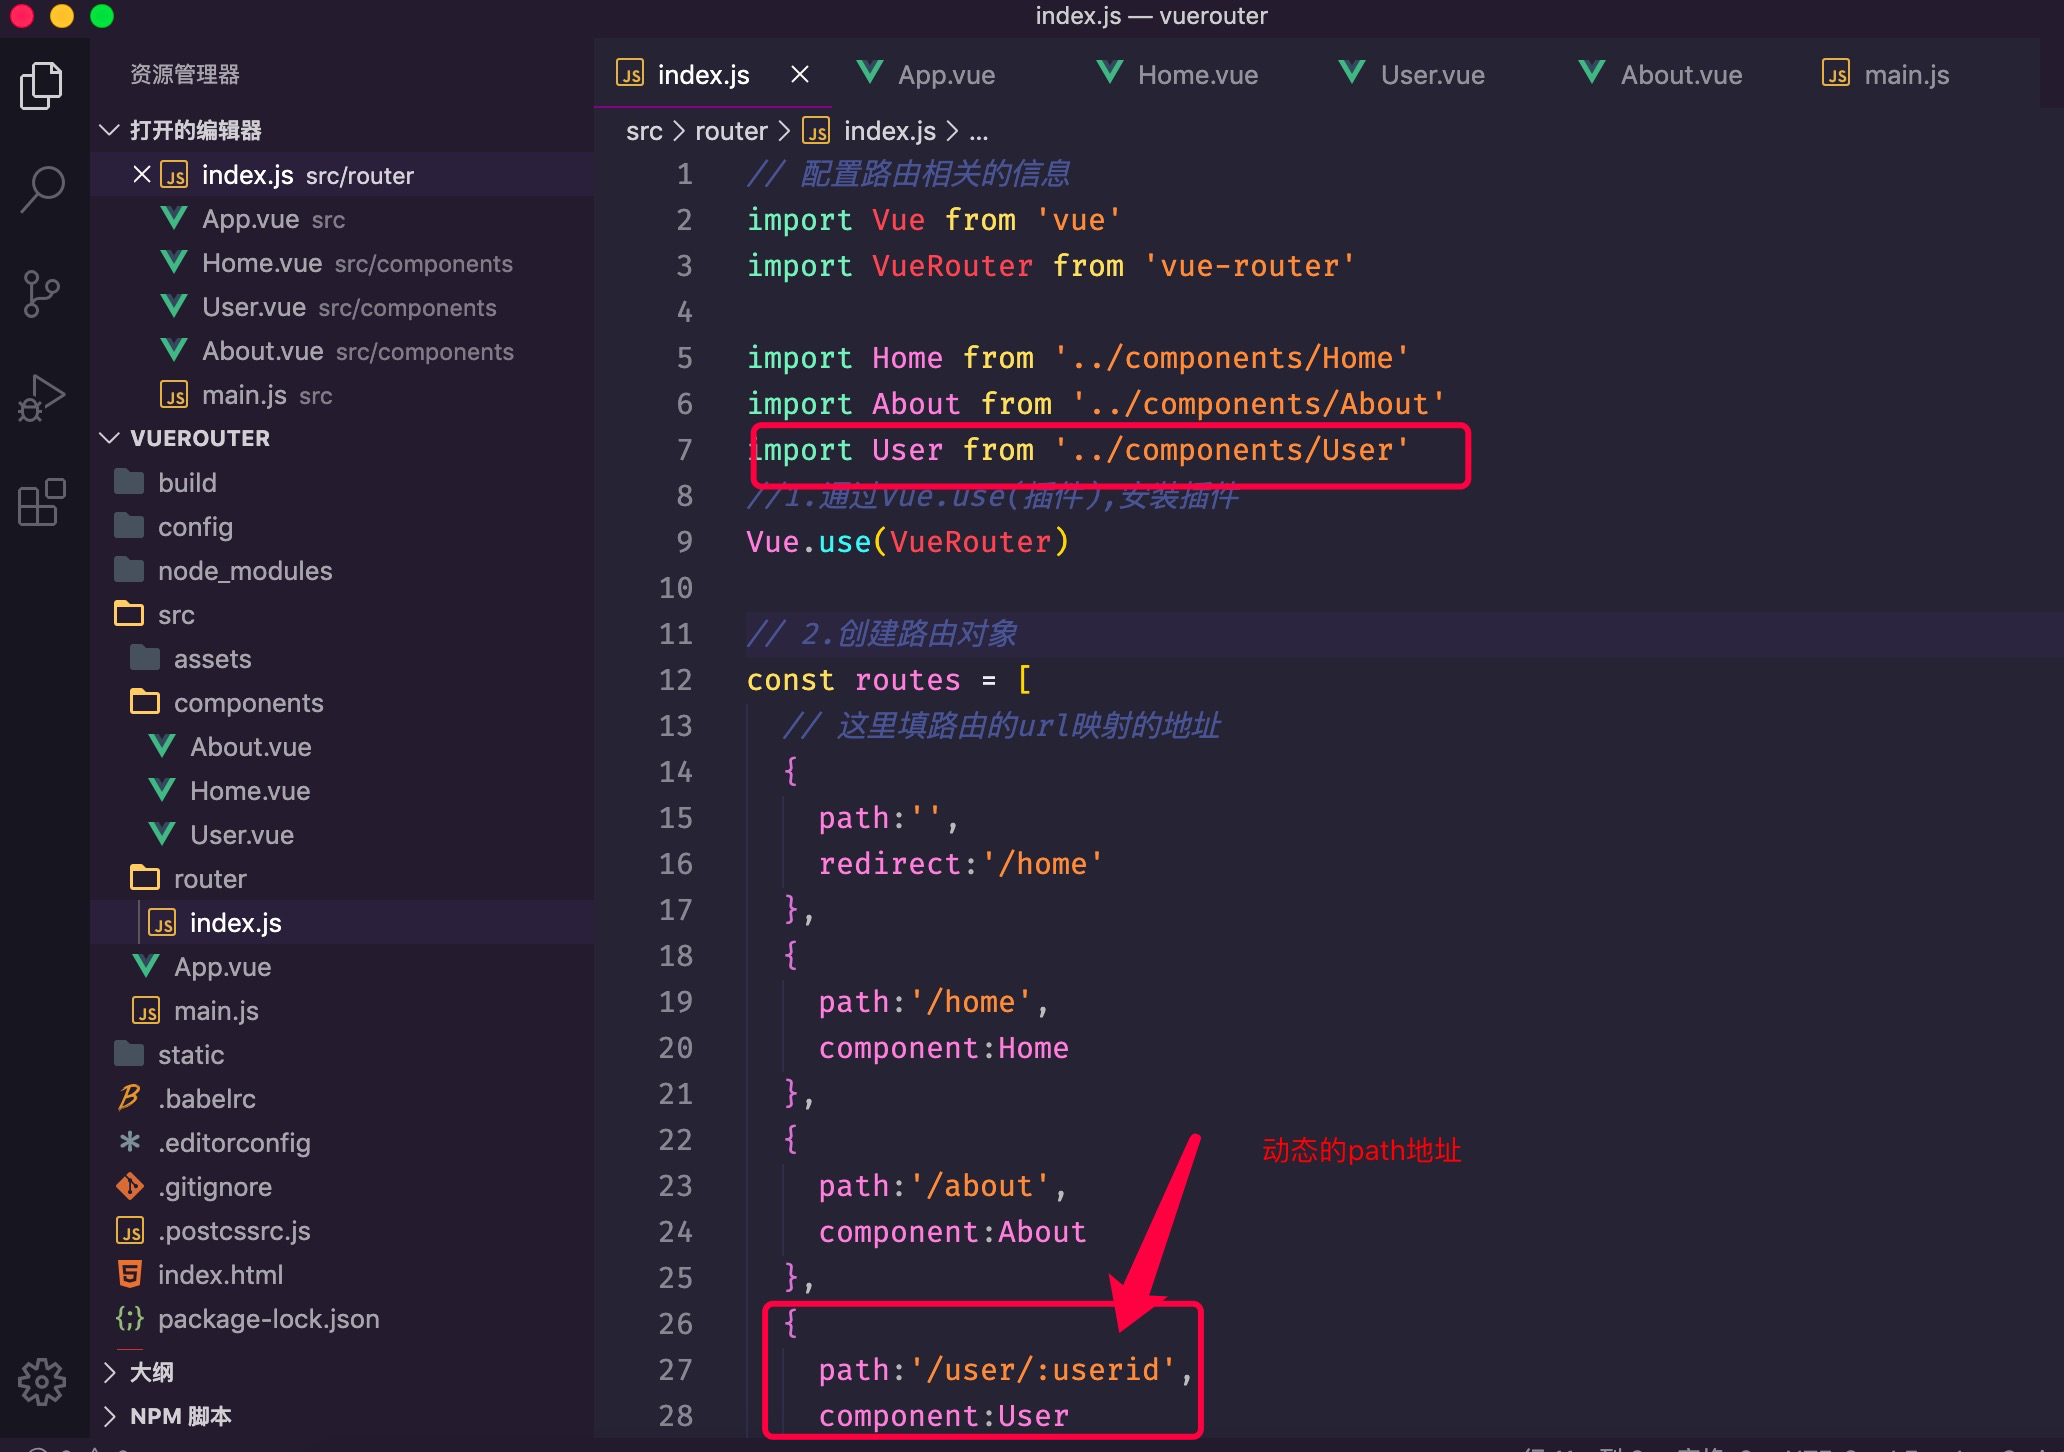 index.js — vuerouter
资源管理器
打开的编辑器
index.js src/router
App.vue src
Home.vue src/components
User.vue src/components
About.vue src/components
main.js src
VUEROUTER
build
config
node_modules
src
assets
components
About.vue
Home.vue
User.vue
router
index.js
App.vue
main.js
static
.babelrc
.editorconfig
.gitignore
.postcssrc.js
index.html
package-lock.json
大纲
NPM 脚本
index.js App.vue Home.vue User.vue About.vue main.js
src > router > index.js > ...
1 // 配置路由相关的信息
2 import Vue from 'vue'
3 import VueRouter from 'vue-router'
4
5 import Home from '../components/Home'
6 import About from '../components/About'
7 import User from '../components/User'
8 //1.通过Vue.use(插件),安装插件
9 Vue.use(VueRouter)
10
11 // 2.创建路由对象
12 const routes = [
13 // 这里填路由的url映射的地址
14 {
15 path:'',
16 redirect:'/home'
17 },
18 {
19 path:'/home',
20 component:Home
21 },
22 {
动态的path地址
23 path:'/about',
24 component:About
25 },
26 {
27 path:'/user/:userid',
28 component:User